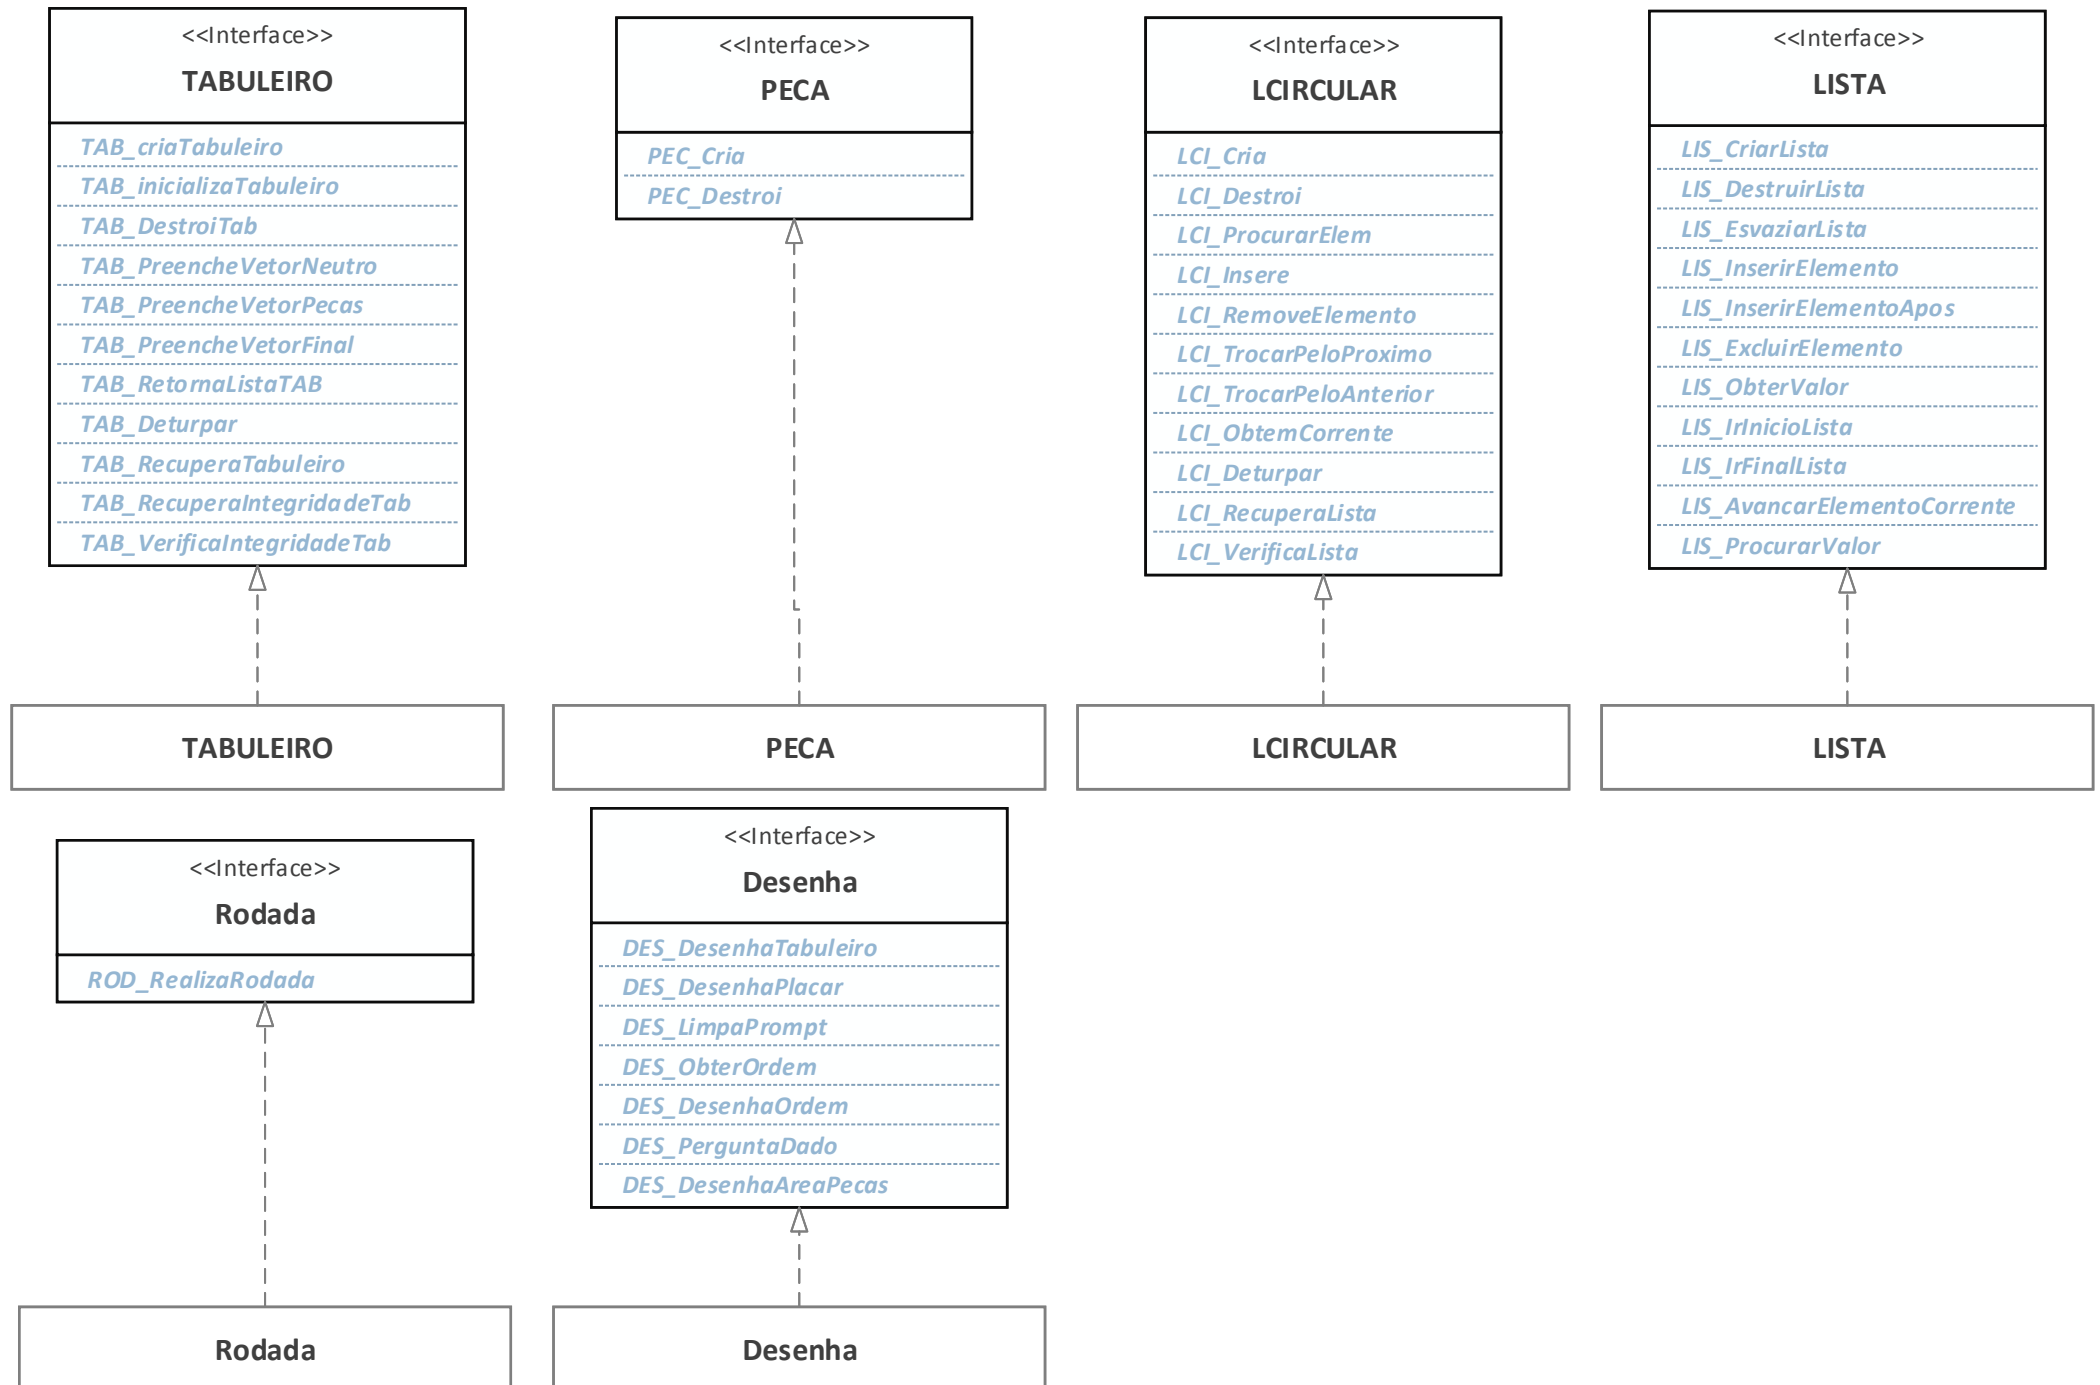 <<Interface>>
TABULEIRO
TAB_criaTabuleiro
TAB_inicializaTabuleiro
TAB_DestroiTab
TAB_PreencheVetorNeutro
TAB_PreencheVetorPecas
TAB_PreencheVetorFinal
TAB_RetornaListaTAB
TAB_Deturpar
TAB_RecuperaTabuleiro
TAB_RecuperaIntegridadeTab
TAB_VerificaIntegridadeTab
TABULEIRO
<<Interface>>
PECA
PEC_Cria
PEC_Destroi
PECA
<<Interface>>
LCIRCULAR
LCI_Cria
LCI_Destroi
LCI_ProcurarElem
LCI_Insere
LCI_RemoveElemento
LCI_TrocarPeloProximo
LCI_TrocarPeloAnterior
LCI_ObtemCorrente
LCI_Deturpar
LCI_RecuperaLista
LCI_VerificaLista
LCIRCULAR
<<Interface>>
LISTA
LIS_CriarLista
LIS_DestruirLista
LIS_EsvaziarLista
LIS_InserirElemento
LIS_InserirElementoApos
LIS_ExcluirElemento
LIS_ObterValor
LIS_IrInicioLista
LIS_IrFinalLista
LIS_AvancarElementoCorrente
LIS_ProcurarValor
LISTA
<<Interface>>
Rodada
ROD_RealizaRodada
Rodada
<<Interface>>
Desenha
DES_DesenhaTabuleiro
DES_DesenhaPlacar
DES_LimpaPrompt
DES_ObterOrdem
DES_DesenhaOrdem
DES_PerguntaDado
DES_DesenhaAreaPecas
Desenha